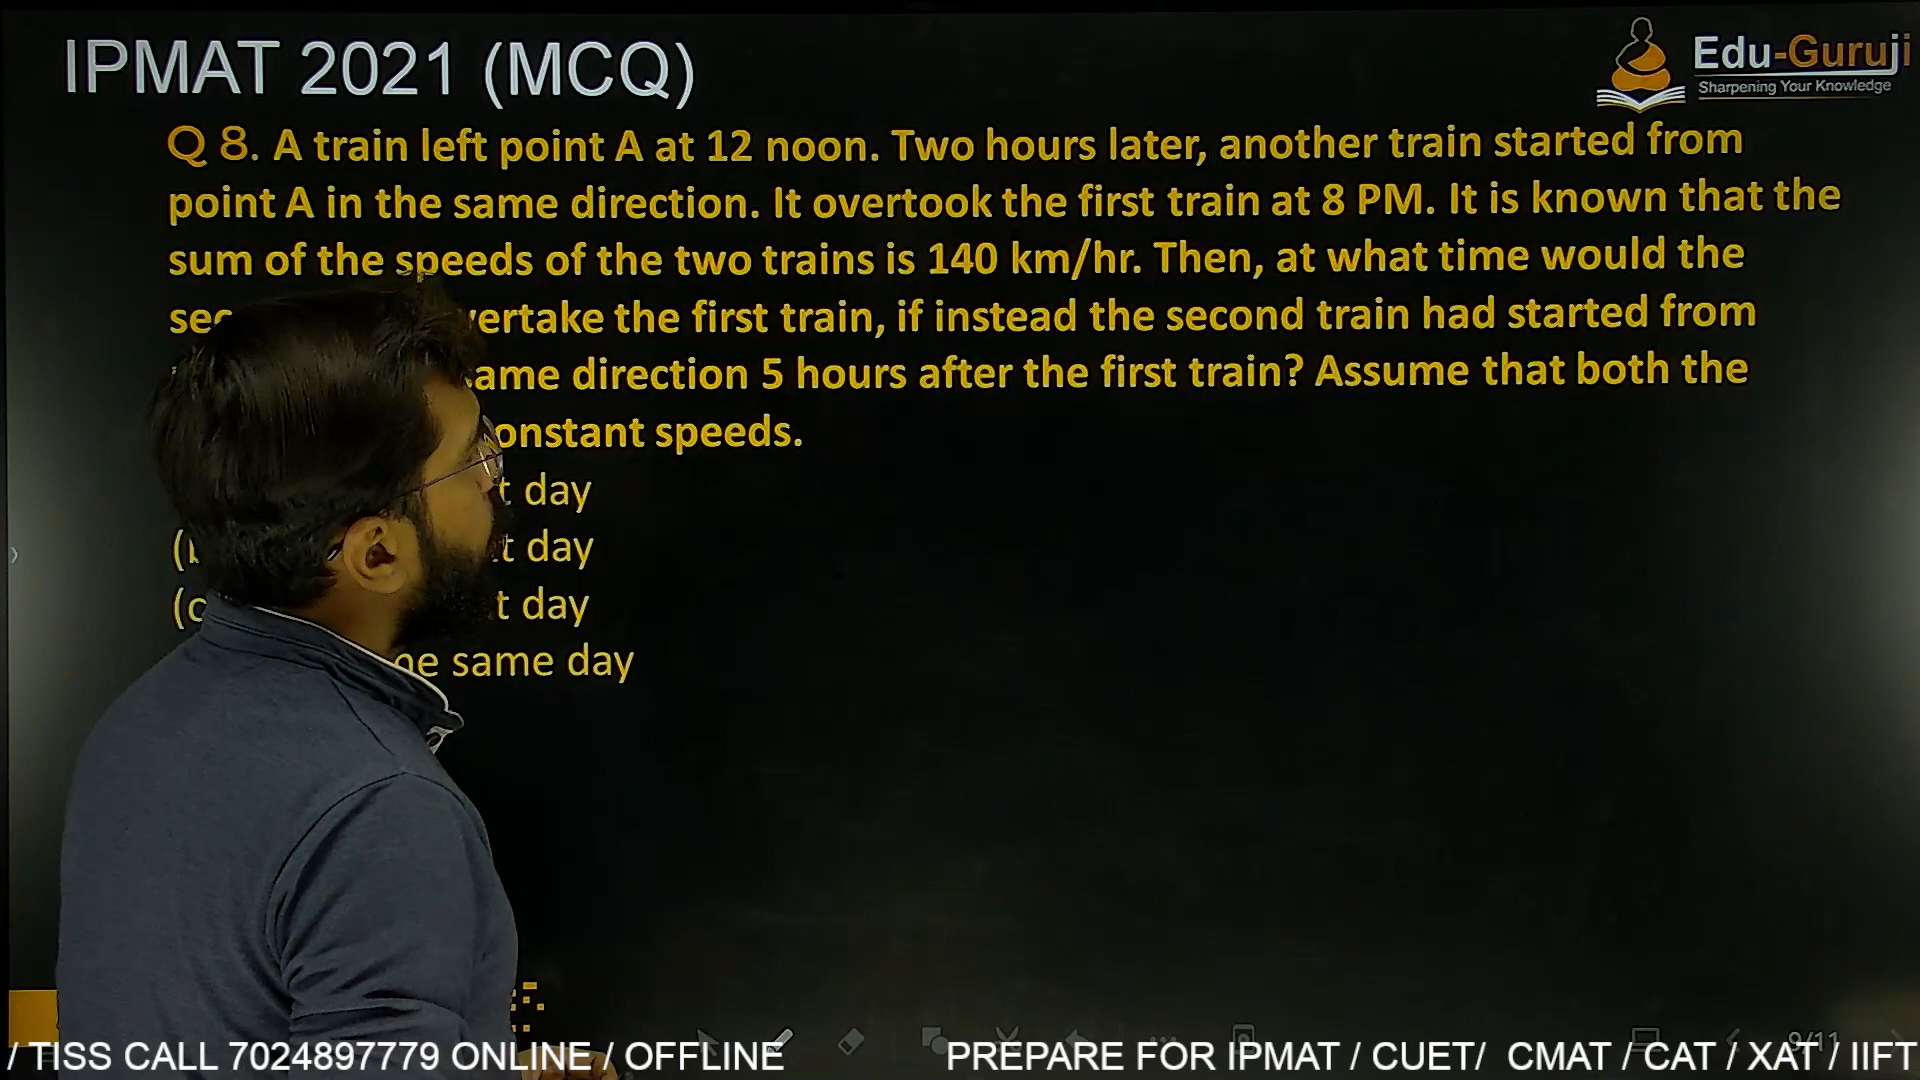 IPMAT 2021 (MCQ)
Edu-Guruji
Sharpening Your Knowledge
Q 8. A train left point A at 12 noon. Two hours later, another train started from
point A in the same direction. It overtook the first train at 8 PM. It is known that the
sum of the speeds of the two trains is 140 km/hr. Then, at what time would the
overtake the first train, if instead the second train had started from
same direction 5 hours after the first train? Assume that both the
constant speeds.
day
day
day
same day
/ TISS CALL 7024897779 ONLINE / OFFLINE PREPARE FOR IPMAT / CUET/ CMAT / CAT / XAT / IIFT
9/11